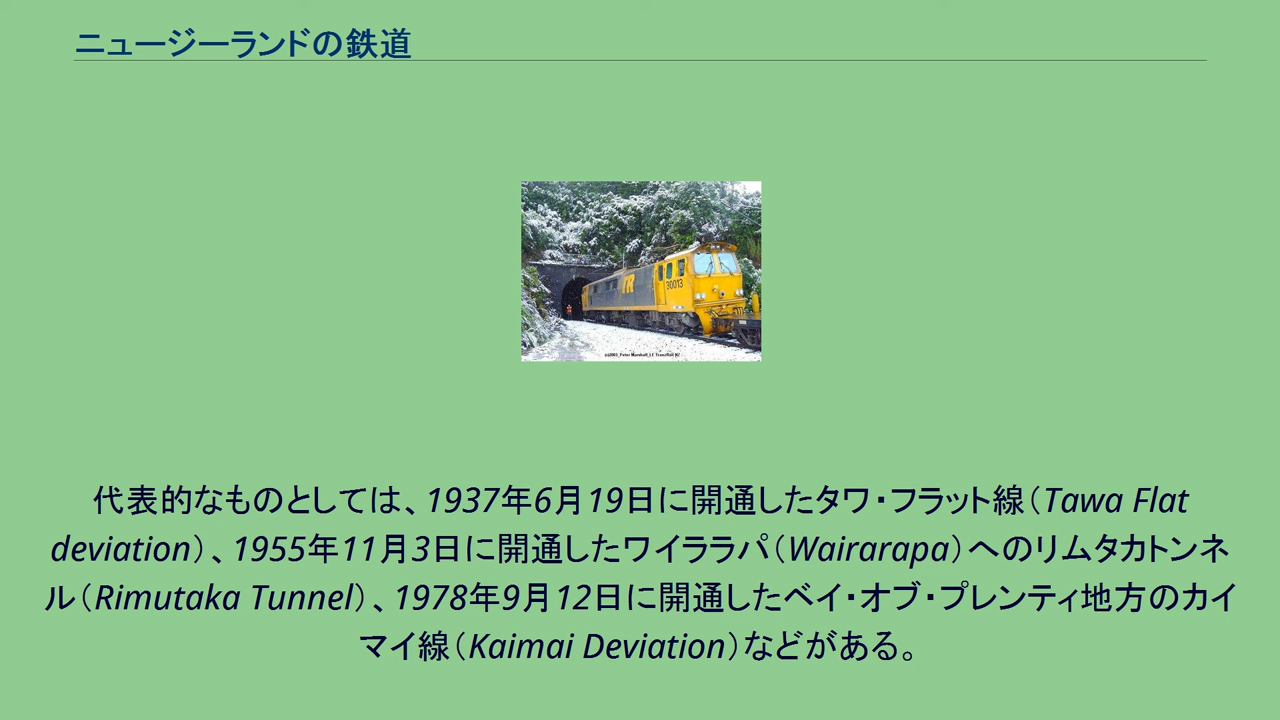 ニュージーランドの鉄道
30013
(c)2002_Peter Marshall_LE TranzRail NZ
代表的なものとしては、1937年6月19日に開通したタワ・フラット線（Tawa Flat
deviation）、1955年11月3日に開通したワイララパ（Wairarapa）へのリムタカトンネ
ル（Rimutaka Tunnel）、1978年9月12日に開通したベイ・オブ・プレンティ地方のカイ
マイ線（Kaimai Deviation）などがある。